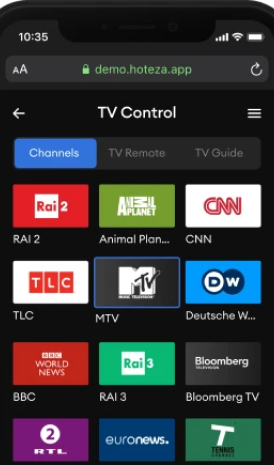 10:35
AA demo.hoteza.app
TV Control
Channels TV Remote TV Guide
Rai 2 ANIMAL PLANET CNN
RAI 2 Animal Plan... CNN
TLC MTV MUSIC TELEVISION DW
TLC MTV Deutsche W...
BBC WORLD NEWS Rai 3 Bloomberg TELEVISION
BBC RAI 3 Bloomberg TV
2 RTL euronews. T TENNIS CHANNEL